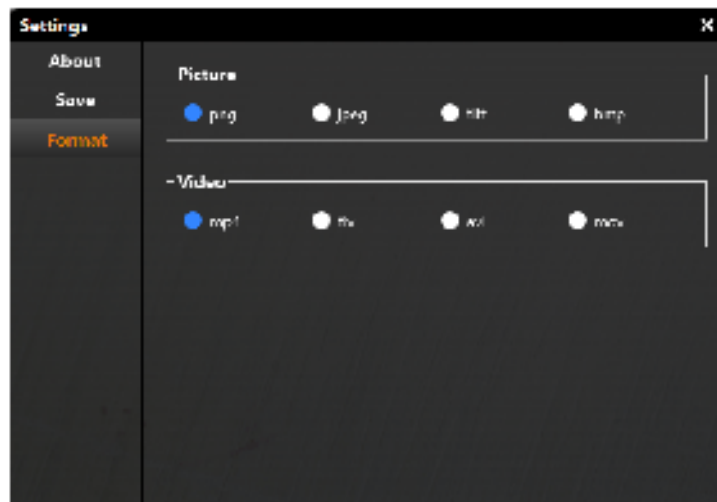 Settings X
About
Save
Format
Picture
png jpeg tiff bmp
Video
mp4 flv avi mov